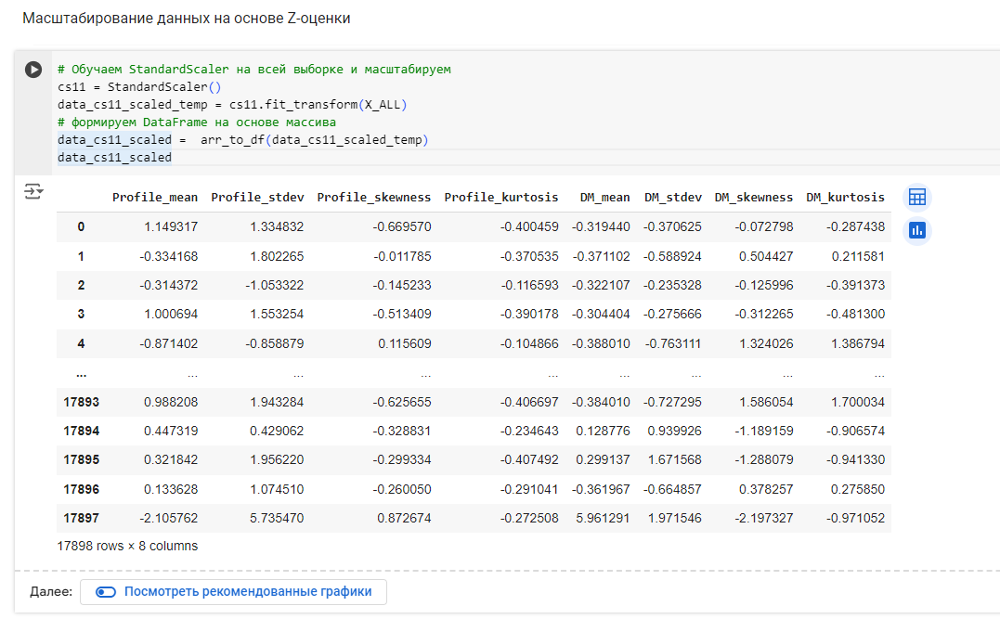 Масштабирование данных на основе Z-оценки
# Обучаем StandardScaler на всей выборке и масштабируем
cs11 = StandardScaler()
data_cs11_scaled_temp = cs11.fit_transform(X_ALL)
# формируем DataFrame на основе массива
data_cs11_scaled =  arr_to_df(data_cs11_scaled_temp)
data_cs11_scaled
Profile_mean Profile_stdev Profile_skewness Profile_kurtosis DM_mean DM_stdev DM_skewness DM_kurtosis
0 1.149317 1.334832 -0.669570 -0.400459 -0.319440 -0.370625 -0.072798 -0.287438
1 -0.334168 1.802265 -0.011785 -0.370535 -0.371102 -0.588924 0.504427 0.211581
2 -0.314372 -1.053322 -0.145233 -0.116593 -0.322107 -0.235328 -0.125996 -0.391373
3 1.000694 1.553254 -0.513409 -0.390178 -0.304404 -0.275666 -0.312265 -0.481300
4 -0.871402 -0.858879 0.115609 -0.104866 -0.388010 -0.763111 1.324026 1.386794
... ... ... ... ... ... ... ... ...
17893 0.988208 1.943284 -0.625655 -0.406697 -0.384010 -0.727295 1.586054 1.700034
17894 0.447319 0.429062 -0.328831 -0.234643 0.128776 0.939926 -1.189159 -0.906574
17895 0.321842 1.956220 -0.299334 -0.407492 0.299137 1.671568 -1.288079 -0.941330
17896 0.133628 1.074510 -0.260050 -0.291041 -0.361967 -0.664857 0.378257 0.275850
17897 -2.105762 5.735470 0.872674 -0.272508 5.961291 1.971546 -2.197327 -0.971052
17898 rows × 8 columns
Далее: Посмотреть рекомендованные графики